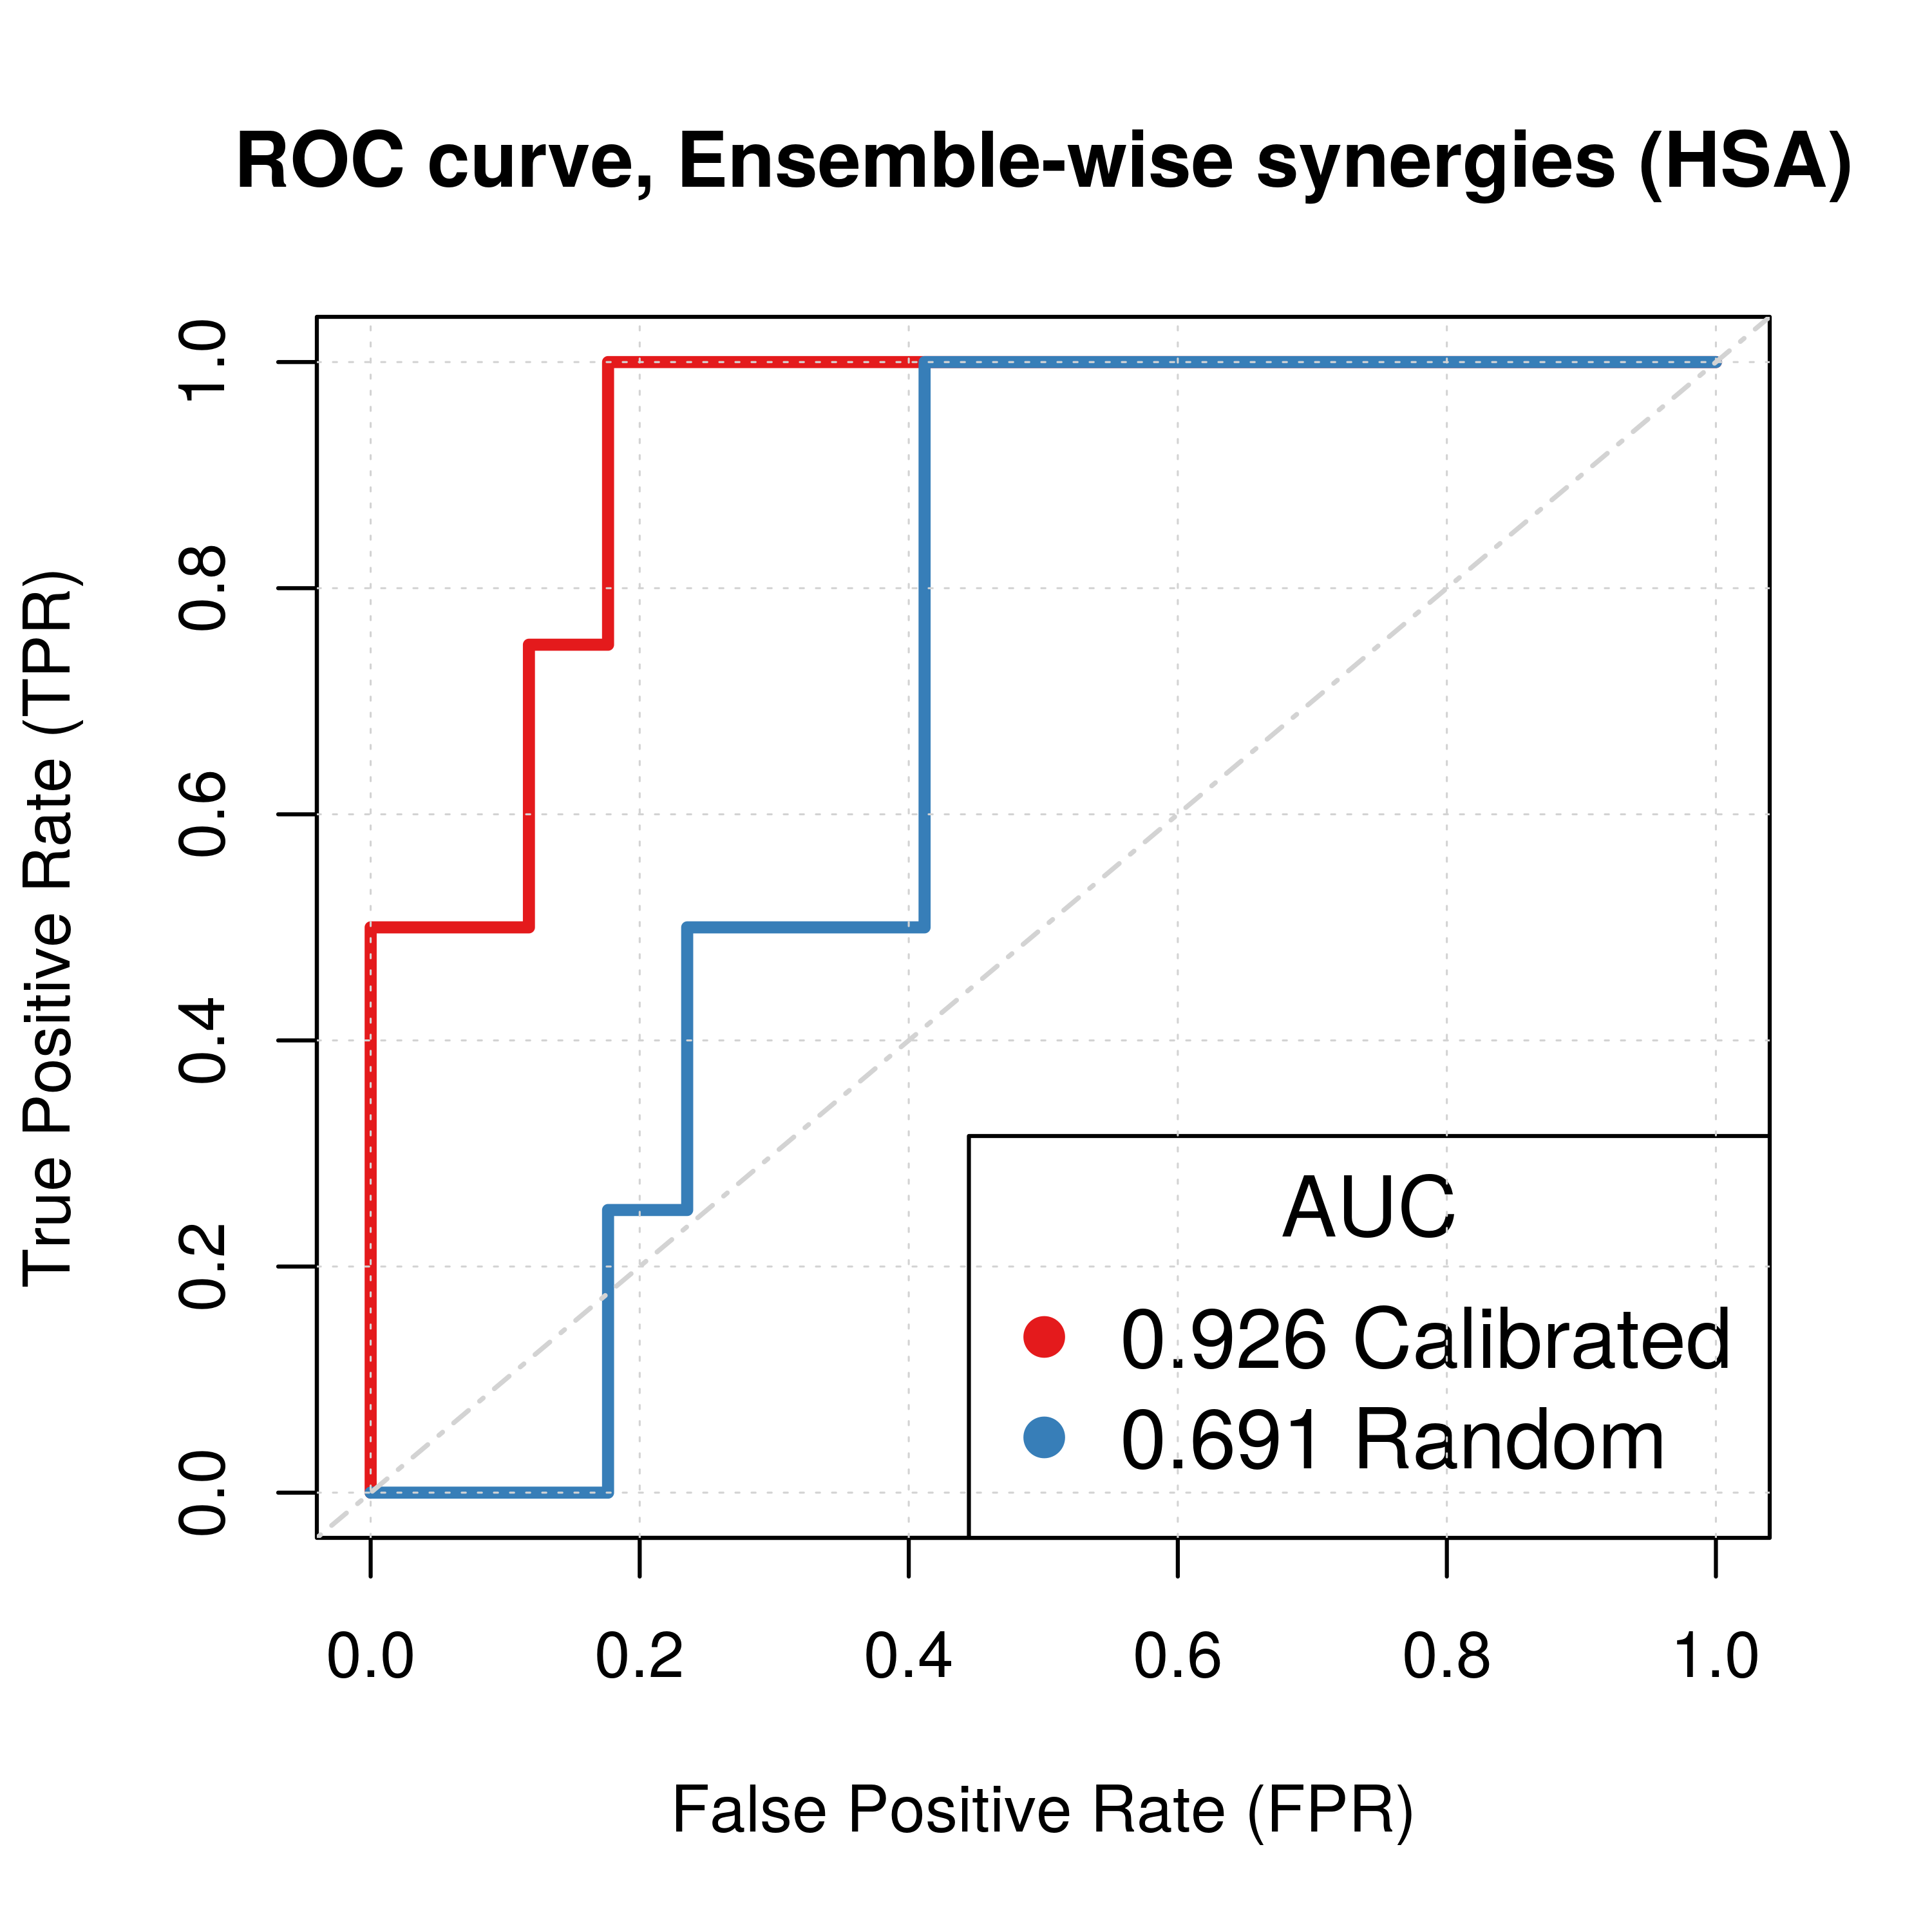 ROC curve, Ensemble-wise synergies (HSA)
True Positive Rate (TPR)
1.0
0.8
0.6
0.4
0.2
0.0
AUC
0.926 Calibrated
0.691 Random
0.0 0.2 0.4 0.6 0.8 1.0
False Positive Rate (FPR)